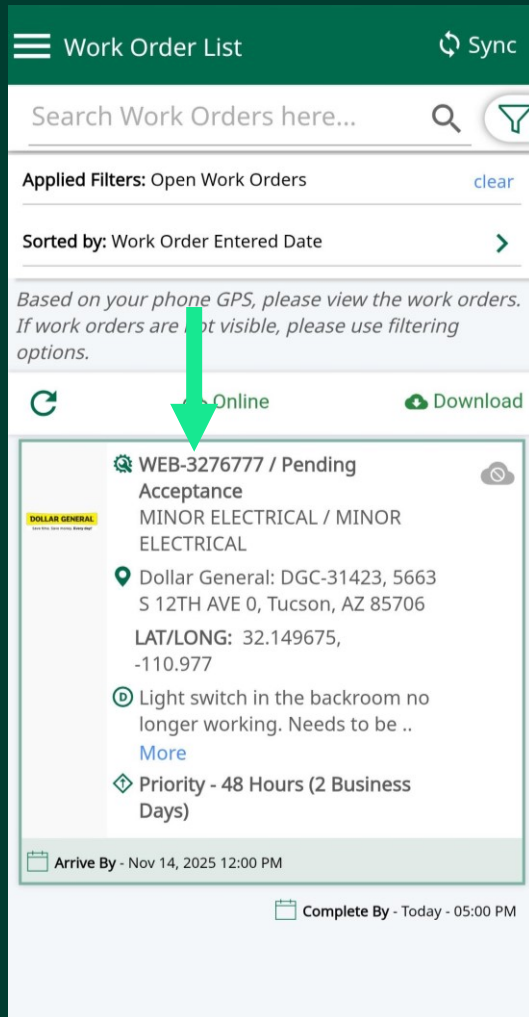 Work Order List
Sync
Search Work Orders here...
Applied Filters: Open Work Orders
clear
Sorted by: Work Order Entered Date
Based on your phone GPS, please view the work orders.
If work orders are not visible, please use filtering
options.
Online
Download
WEB-3276777 / Pending
Acceptance
DOLLAR GENERAL
MINOR ELECTRICAL / MINOR
ELECTRICAL
Dollar General: DGC-31423, 5663
S 12TH AVE 0, Tucson, AZ 85706
LAT/LONG: 32.149675,
-110.977
D Light switch in the backroom no
longer working. Needs to be ..
More
Priority - 48 Hours (2 Business
Days)
Arrive By - Nov 14, 2025 12:00 PM
Complete By - Today - 05:00 PM